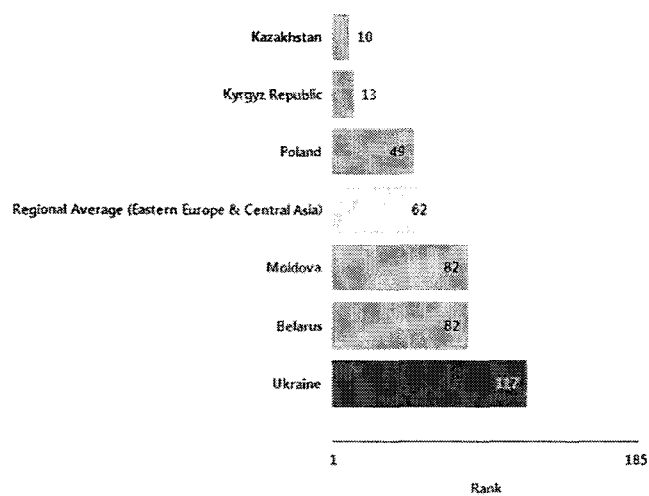 Kazakhstan 10
Kyrgyz Republic 13
Poland 49
Regional Average (Eastern Europe & Central Asia) 62
Moldova 82
Belarus 82
Ukraine 117
1 185
Rank